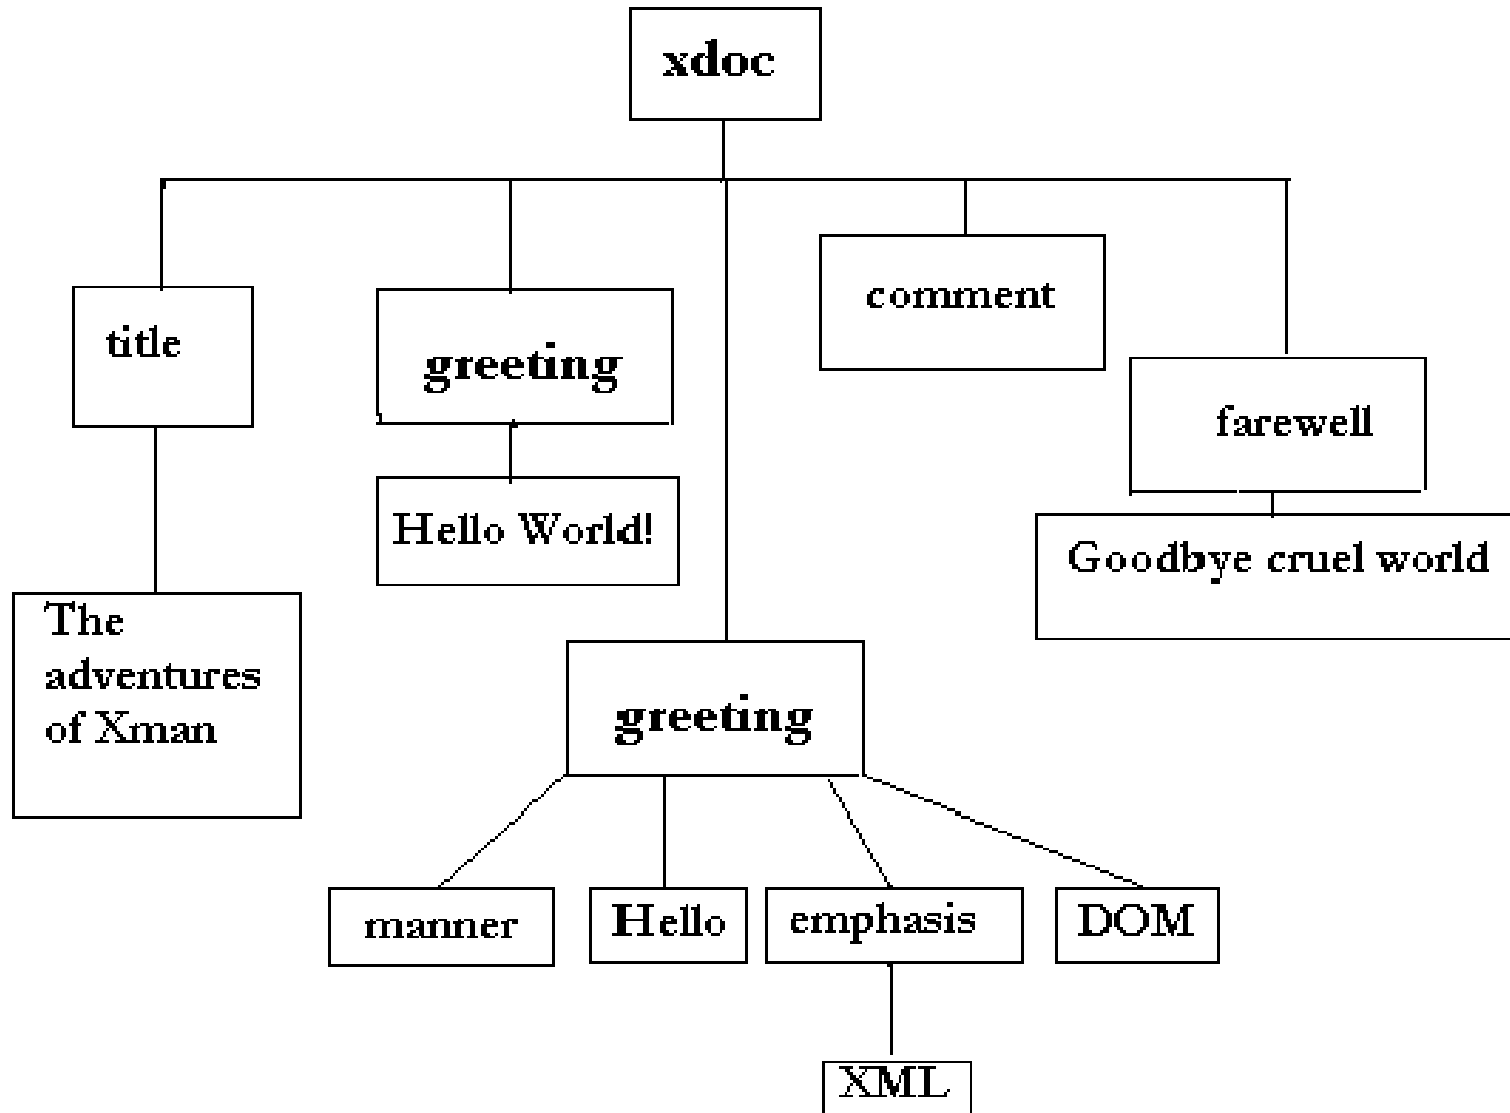 xdoc
title
greeting
comment
farewell
Hello World!
Goodbye cruel world
The
adventures
of Xman
greeting
manner
Hello
emphasis
DOM
XML